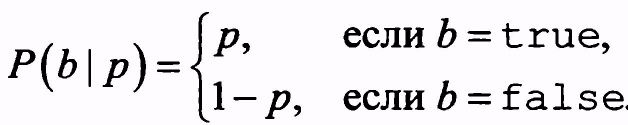 P(b | p) = { p, если b = true,
1 − p, если b = false.